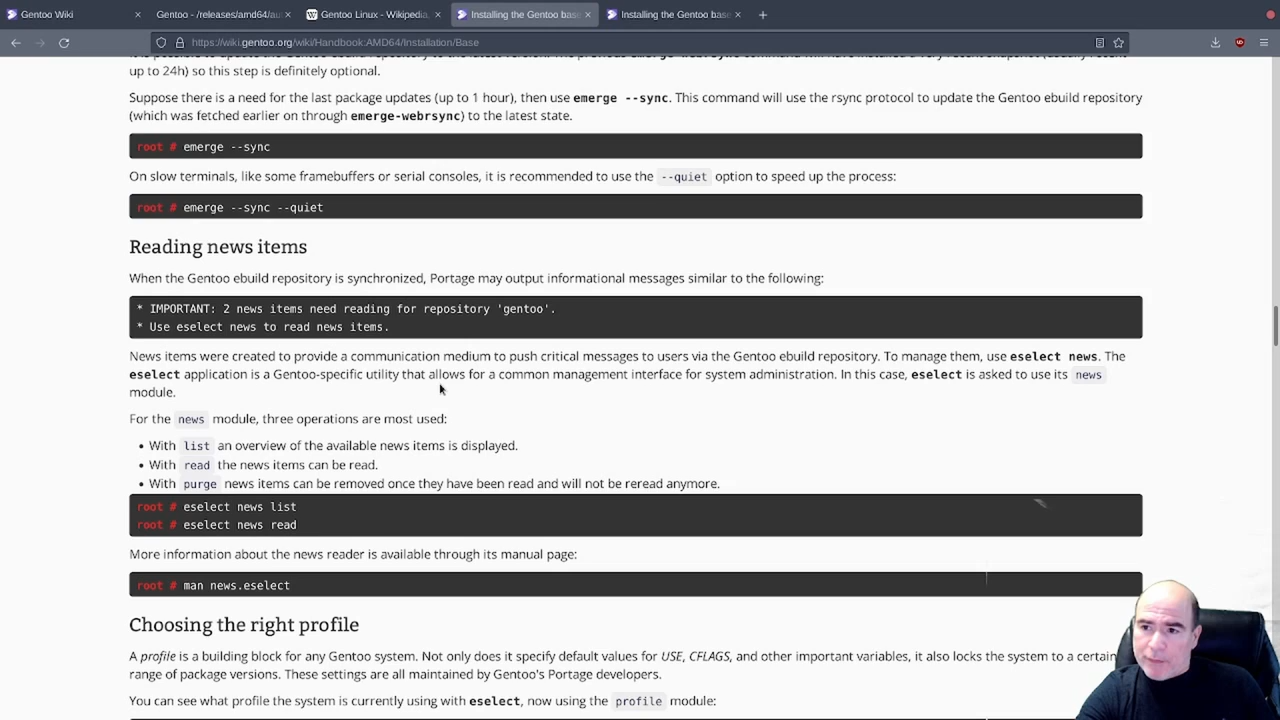 Gentoo Wiki
Gentoo - /releases/amd64/au
Gentoo Linux - Wikipedia,
Installing the Gentoo base
Installing the Gentoo base
https://wiki.gentoo.org/wiki/Handbook:AMD64/Installation/Base
up to 24h) so this step is definitely optional.
Suppose there is a need for the last package updates (up to 1 hour), then use emerge --sync. This command will use the rsync protocol to update the Gentoo ebuild repository
(which was fetched earlier on through emerge-webrsync) to the latest state.
root # emerge --sync
On slow terminals, like some framebuffers or serial consoles, it is recommended to use the --quiet option to speed up the process:
root # emerge --sync --quiet
Reading news items
When the Gentoo ebuild repository is synchronized, Portage may output informational messages similar to the following:
* IMPORTANT: 2 news items need reading for repository 'gentoo'.
* Use eselect news to read news items.
News items were created to provide a communication medium to push critical messages to users via the Gentoo ebuild repository. To manage them, use eselect news. The
eselect application is a Gentoo-specific utility that allows for a common management interface for system administration. In this case, eselect is asked to use its news
module.
For the news module, three operations are most used:
• With list an overview of the available news items is displayed.
• With read the news items can be read.
• With purge news items can be removed once they have been read and will not be reread anymore.
root # eselect news list
root # eselect news read
More information about the news reader is available through its manual page:
root # man news.eselect
Choosing the right profile
A profile is a building block for any Gentoo system. Not only does it specify default values for USE, CFLAGS, and other important variables, it also locks the system to a certain
range of package versions. These settings are all maintained by Gentoo's Portage developers.
You can see what profile the system is currently using with eselect, now using the profile module: